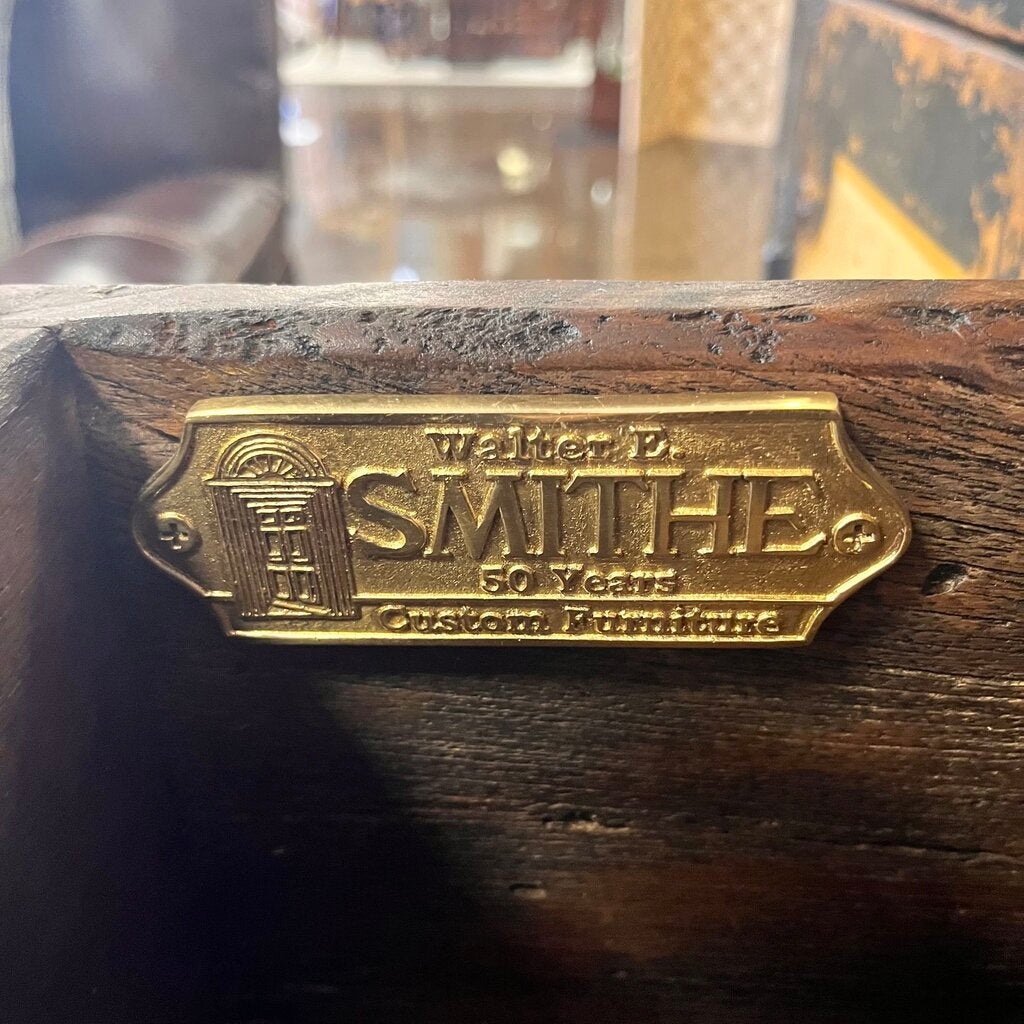 Walter E.
SMITHE
50 Years
Custom Furniture